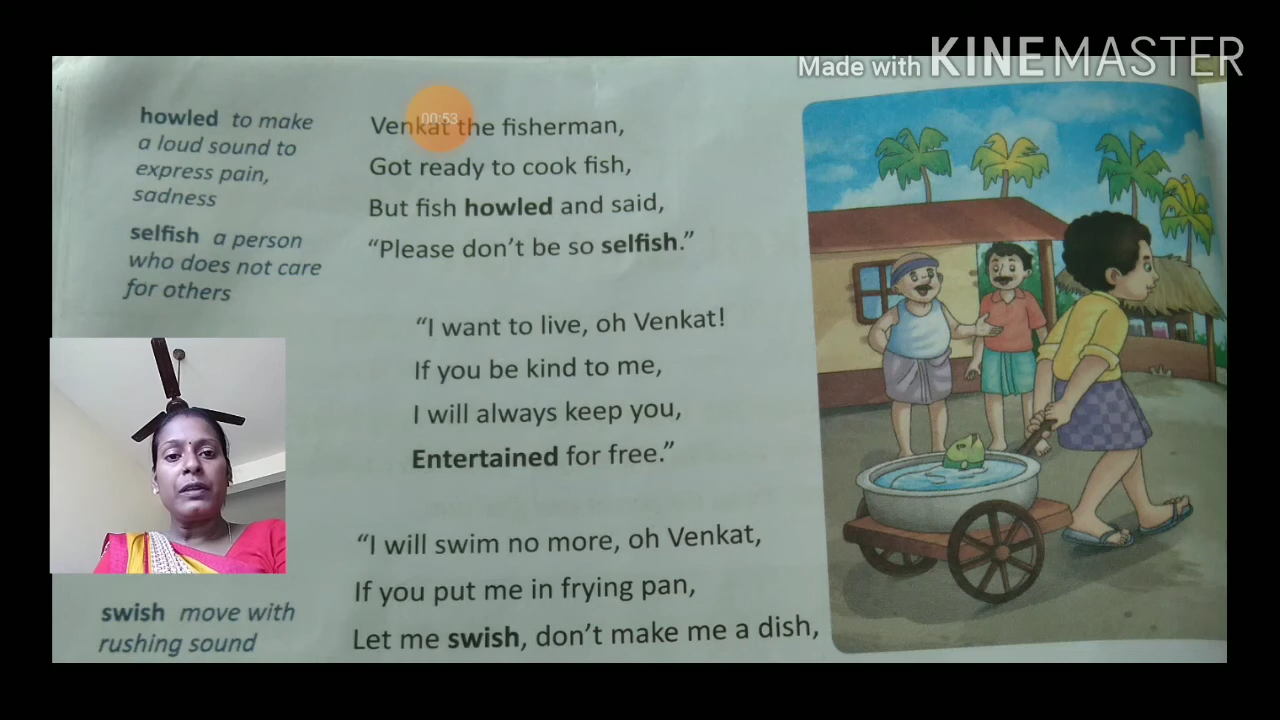 Made with KINEMASTER
howled to make
a loud sound to
express pain,
sadness
selfish a person
who does not care
for others
00:53
Venkat the fisherman,
Got ready to cook fish,
But fish howled and said,
“Please don’t be so selfish.”
“I want to live, oh Venkat!
If you be kind to me,
I will always keep you,
Entertained for free.”
swish move with
rushing sound
“I will swim no more, oh Venkat,
If you put me in frying pan,
Let me swish, don’t make me a dish,